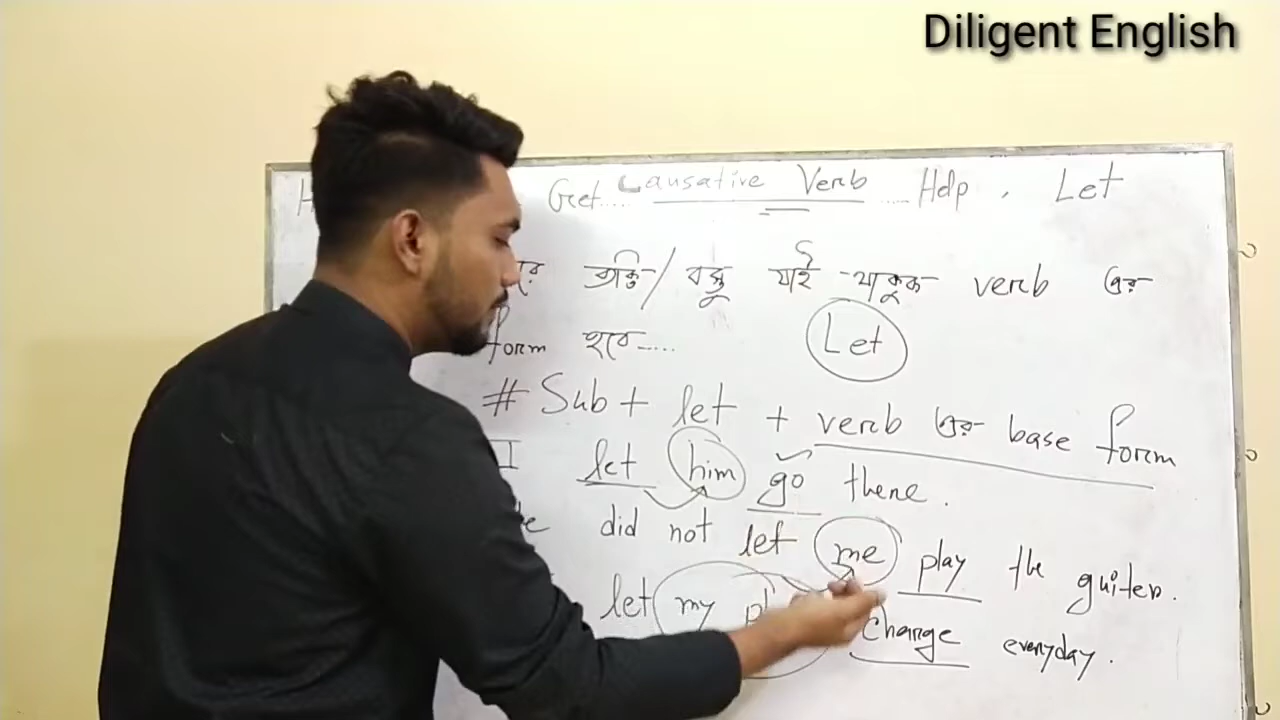 Diligent English
H Get..... Causative Verb ..... Help , Let
ব্যক্তি / বস্তু যাই থাকুক verb এর
form হবে.....
Let
# Sub + let + verb এর base form
I let him go there.
did not let me play the guiter.
let my change everyday.